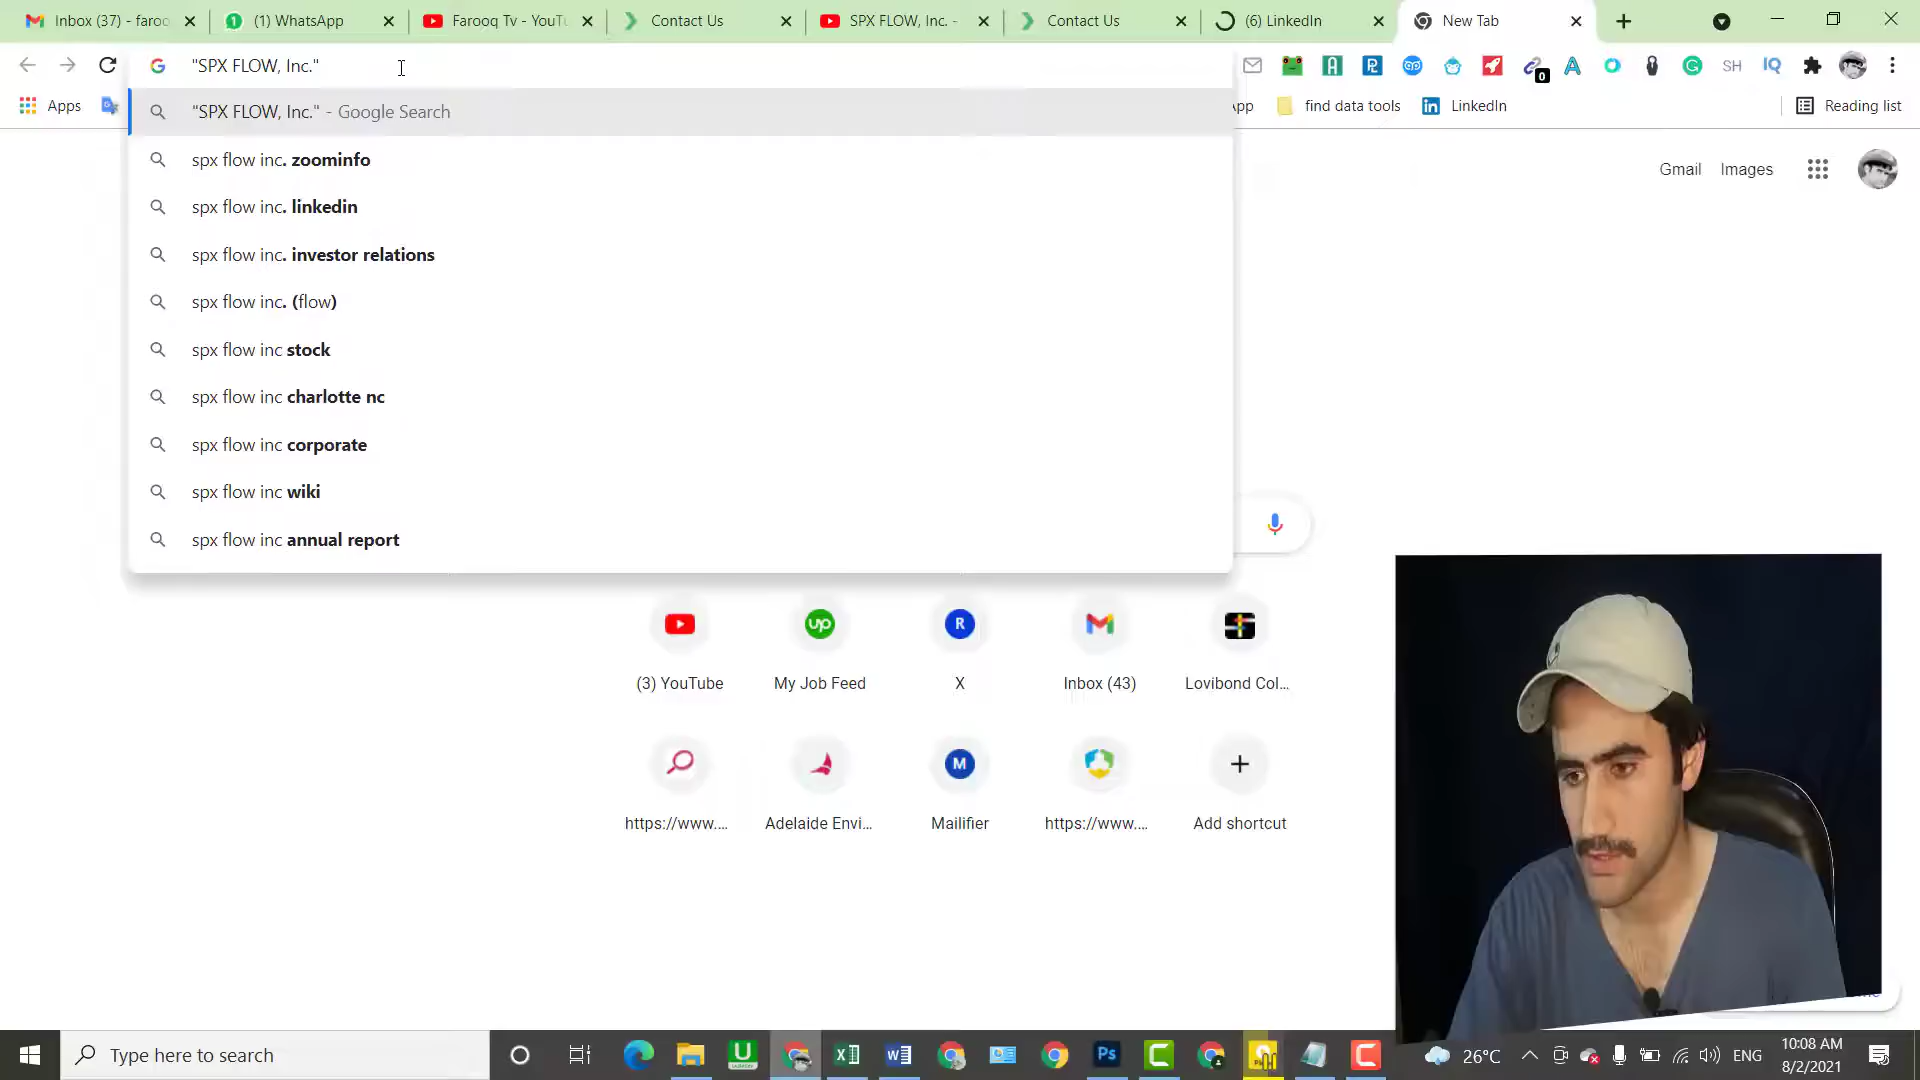 Inbox (37) - faroo
(1) WhatsApp
Farooq Tv - YouTu
Contact Us
SPX FLOW, Inc. -
Contact Us
(6) LinkedIn
New Tab
"SPX FLOW, Inc."
0
SH
IQ
Apps
find data tools
LinkedIn
Reading list
"SPX FLOW, Inc." - Google Search
spx flow inc. zoominfo
spx flow inc. linkedin
spx flow inc. investor relations
spx flow inc. (flow)
spx flow inc stock
spx flow inc charlotte nc
spx flow inc corporate
spx flow inc wiki
spx flow inc annual report
Gmail
Images
(3) YouTube
My Job Feed
X
Inbox (43)
Lovibond Col...
https://www....
Adelaide Envi...
Mailifier
https://www....
Add shortcut
Type here to search
26°C
ENG
10:08 AM
8/2/2021